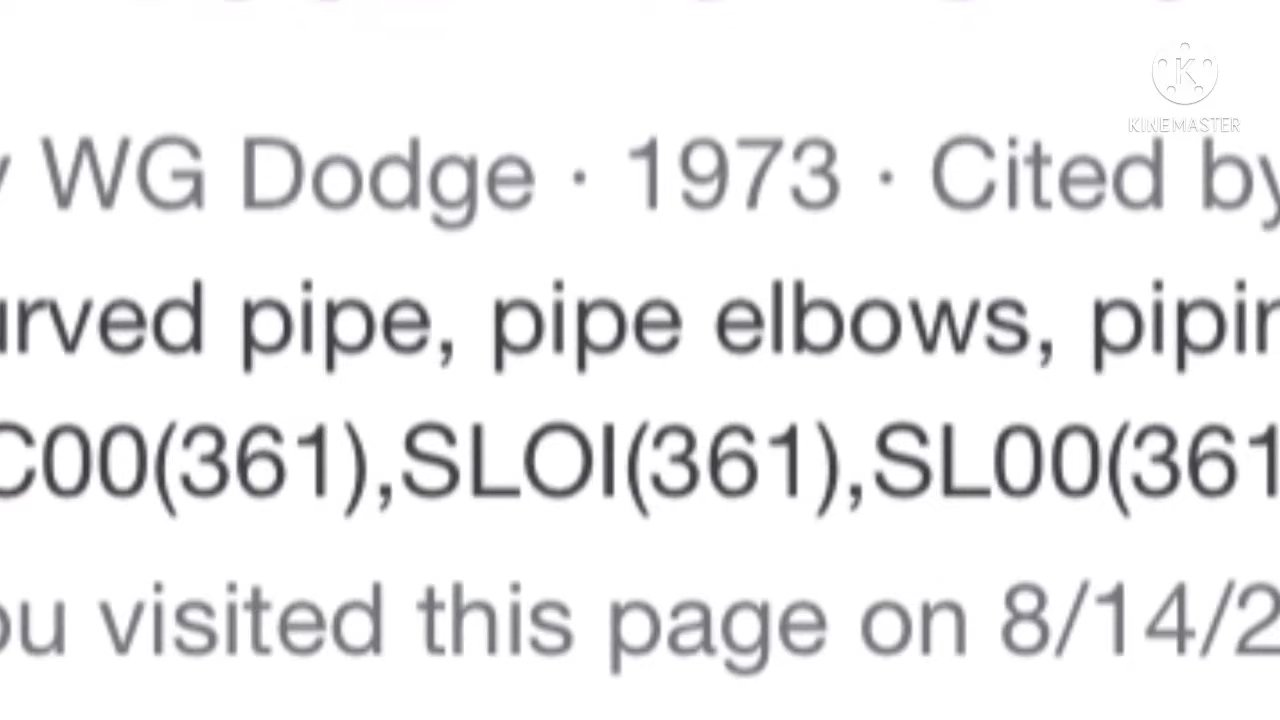 KINEMASTER
WG Dodge · 1973 · Cited by
urved pipe, pipe elbows, pipin
C00(361),SLOI(361),SL00(361
ou visited this page on 8/14/2